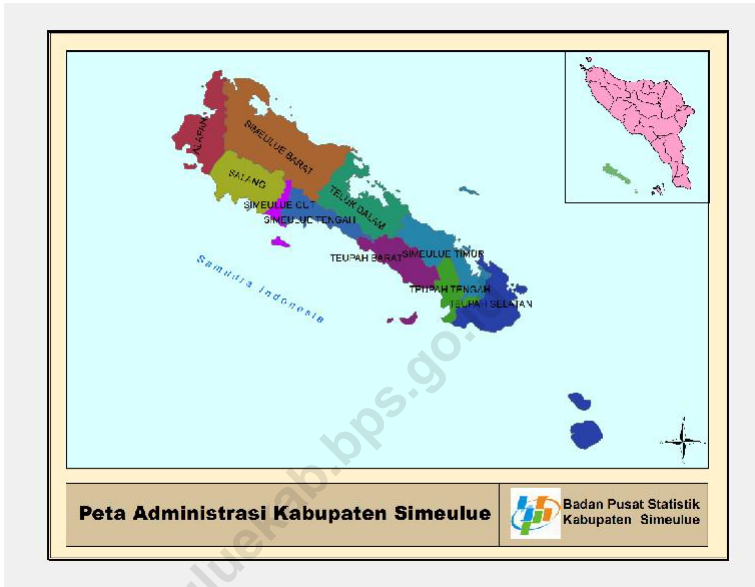 ALAFAN
SIMEULUE BARAT
SALANG
TELUK DALAM
SIMEULUE CUT
SIMEULUE TENGAH
SIMEULUE TIMUR
TEUPAH BARAT
TEUPAH TENGAH
TEUPAH SELATAN
Samudra Indonesia
Peta Administrasi Kabupaten Simeulue
Badan Pusat Statistik
Kabupaten Simeulue
luekab.bps.go.id